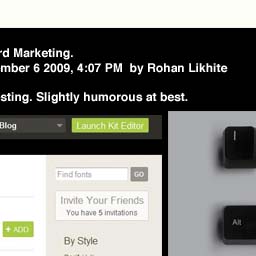 rd Marketing.
mber 6 2009, 4:07 PM by Rohan Likhite
sting. Slightly humorous at best.
Blog
Launch Kit Editor
Find fonts
GO
Invite Your Friends
You have 5 invitations
+ ADD
By Style
Alt